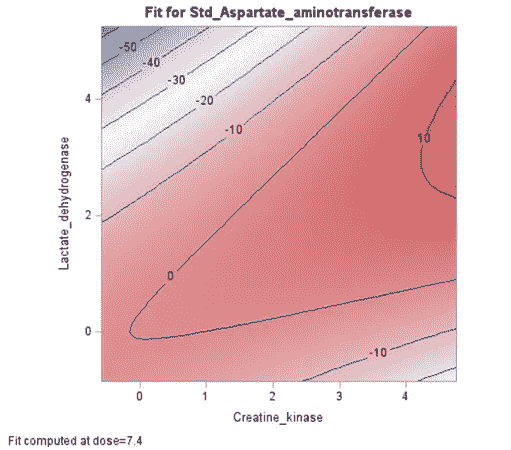 Fit for Std_Aspartate_aminotransferase
-50
-40
-30
-20
-10
10
0
-10
Lactate_dehydrogenase
4
2
0
0 1 2 3 4
Creatine_kinase
Fit computed at dose=7.4